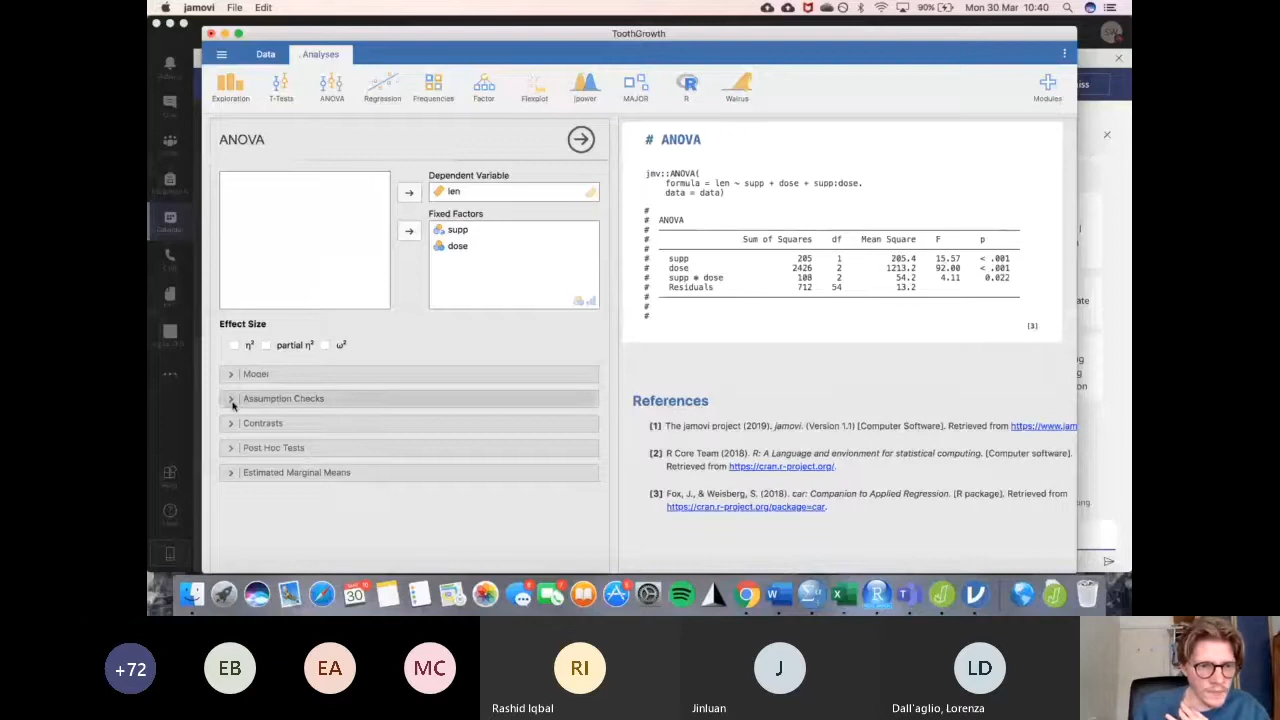 jamovi File Edit
90% Mon 30 Mar 10:40
ToothGrowth
Data Analyses
Exploration T-Tests ANOVA Regression Frequencies Factor Flexplot jpower MAJOR R Walrus Modules
ANOVA
Dependent Variable
len
Fixed Factors
supp
dose
Effect Size
η² partial η² ω²
Model
Assumption Checks
Contrasts
Post Hoc Tests
Estimated Marginal Means
# ANOVA
jmv::ANOVA(
formula = len ~ supp + dose + supp:dose,
data = data)
#
# ANOVA
#
# Sum of Squares df Mean Square F p
#
# supp 205 1 205.4 15.57 < .001
# dose 2426 2 1213.2 92.00 < .001
# supp * dose 108 2 54.2 4.11 0.022
# Residuals 712 54 13.2
#
#
#
[3]
References
[1] The jamovi project (2019). jamovi. (Version 1.1) [Computer Software]. Retrieved from https://www.jam
[2] R Core Team (2018). R: A Language and envionment for statistical computing. [Computer software].
Retrieved from https://cran.r-project.org/.
[3] Fox, J., & Weisberg, S. (2018). car: Companion to Applied Regression. [R package]. Retrieved from
https://cran.r-project.org/package=car.
30
+72 EB EA MC RI J LD
Rashid Iqbal Jinluan Dall'aglio, Lorenza